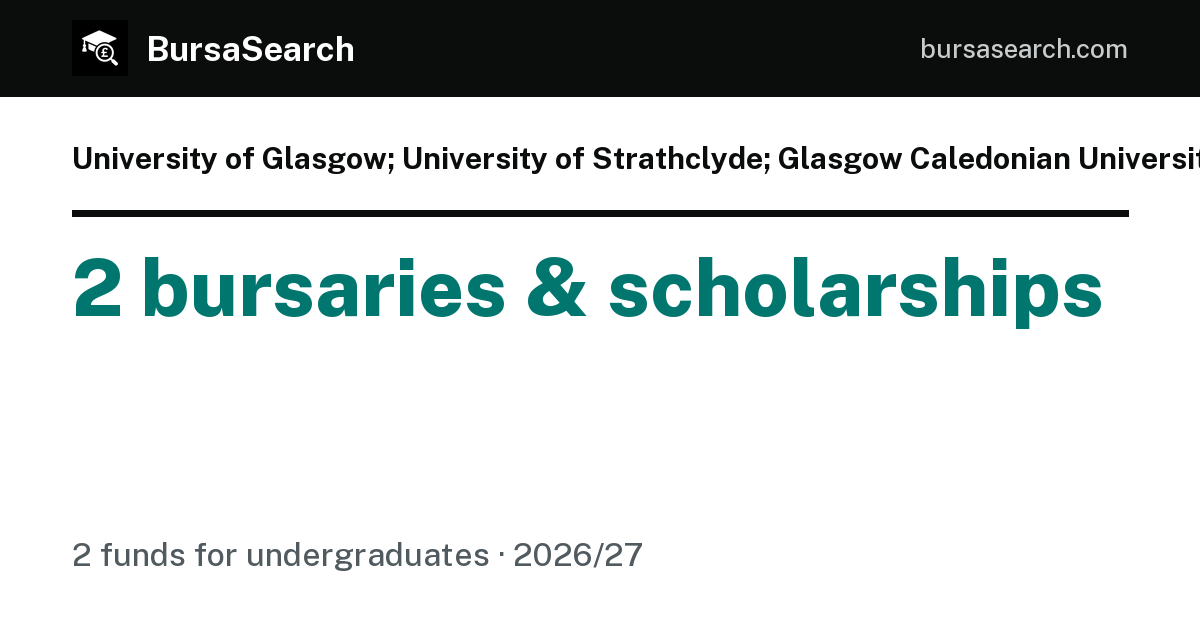 BursaSearch
bursasearch.com
University of Glasgow; University of Strathclyde; Glasgow Caledonian
2 bursaries & scholarships
2 funds for undergraduates · 2026/27